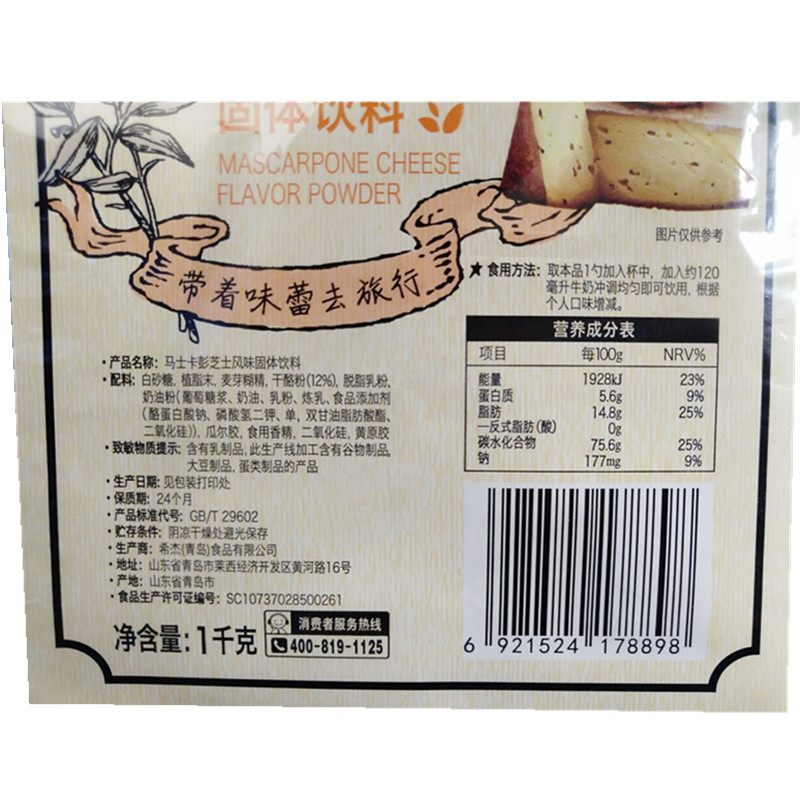 固体饮料
MASCARPONE CHEESE
FLAVOR POWDER
带着味蕾去旅行
图片仅供参考
★食用方法：取本品1勺加入杯中，加入约120
毫升牛奶冲调均匀即可饮用，根据
个人口味增减。
营养成分表
项目 每100g NRV%
能量 1928kJ 23%
蛋白质 5.6g 9%
脂肪 14.8g 25%
—反式脂肪(酸) 0g
碳水化合物 75.6g 25%
钠 177mg 9%
·产品名称：马士卡彭芝士风味固体饮料
·配料：白砂糖，植脂末，麦芽糊精，干酪粉(12%)，脱脂乳粉，
奶油粉(葡萄糖浆、奶油、乳粉、炼乳、食品添加剂
(酪蛋白酸钠、磷酸氢二钾、单，双甘油脂肪酸酯、
二氧化硅))，瓜尔胶，食用香精，二氧化硅，黄原胶
·致敏物质提示：含有乳制品，此生产线加工含有谷物制品，
大豆制品，蛋类制品的产品
·生产日期：见包装打印处
·保质期：24个月
·产品标准代号：GB/T 29602
·贮存条件：阴凉干燥处避光保存
·生产商：希杰(青岛)食品有限公司
·地址：山东省青岛市莱西经济开发区黄河路16号
·产地：山东省青岛市
·食品生产许可证编号：SC10737028500261
净含量：1千克
消费者服务热线
400-819-1125
6 921524 178898